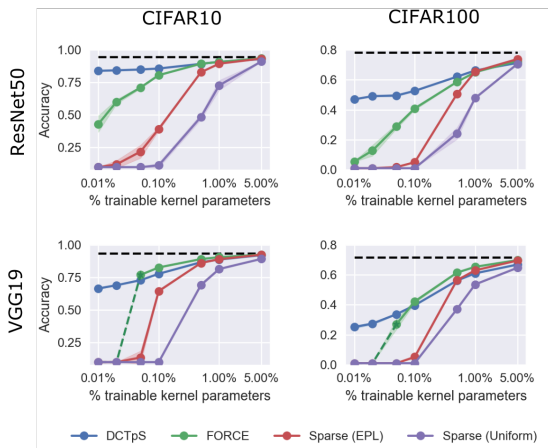 CIFAR10 CIFAR100
ResNet50
Accuracy
1.00
0.75
0.50
0.25
0.01% 0.10% 1.00% 5.00%
% trainable kernel parameters
0.8
0.6
0.4
0.2
0.0
0.01% 0.10% 1.00% 5.00%
% trainable kernel parameters
VGG19
Accuracy
1.00
0.75
0.50
0.25
0.01% 0.10% 1.00% 5.00%
% trainable kernel parameters
0.8
0.6
0.4
0.2
0.0
0.01% 0.10% 1.00% 5.00%
% trainable kernel parameters
DCTpS FORCE Sparse (EPL) Sparse (Uniform)